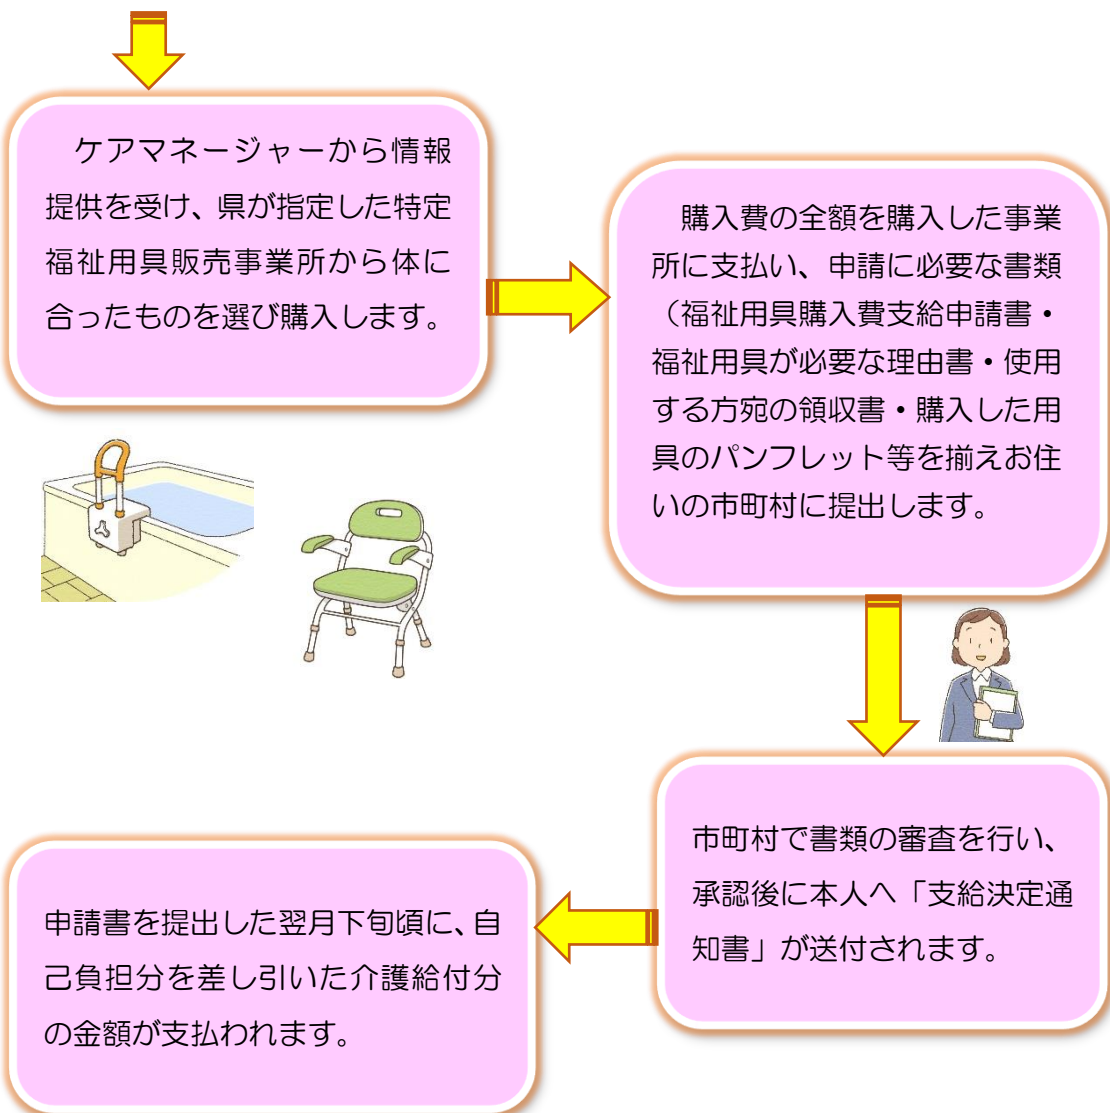 ケアマネージャーから情報
提供を受け、県が指定した特定
福祉用具販売事業所から体に
合ったものを選び購入します。
購入費の全額を購入した事業
所に支払い、申請に必要な書類
（福祉用具購入費支給申請書・
福祉用具が必要な理由書・使用
する方宛の領収書・購入した用
具のパンフレット等を揃えお住
いの市町村に提出します。
市町村で書類の審査を行い、
承認後に本人へ「支給決定通
知書」が送付されます。
申請書を提出した翌月下旬頃に、自
己負担分を差し引いた介護給付分
の金額が支払われます。